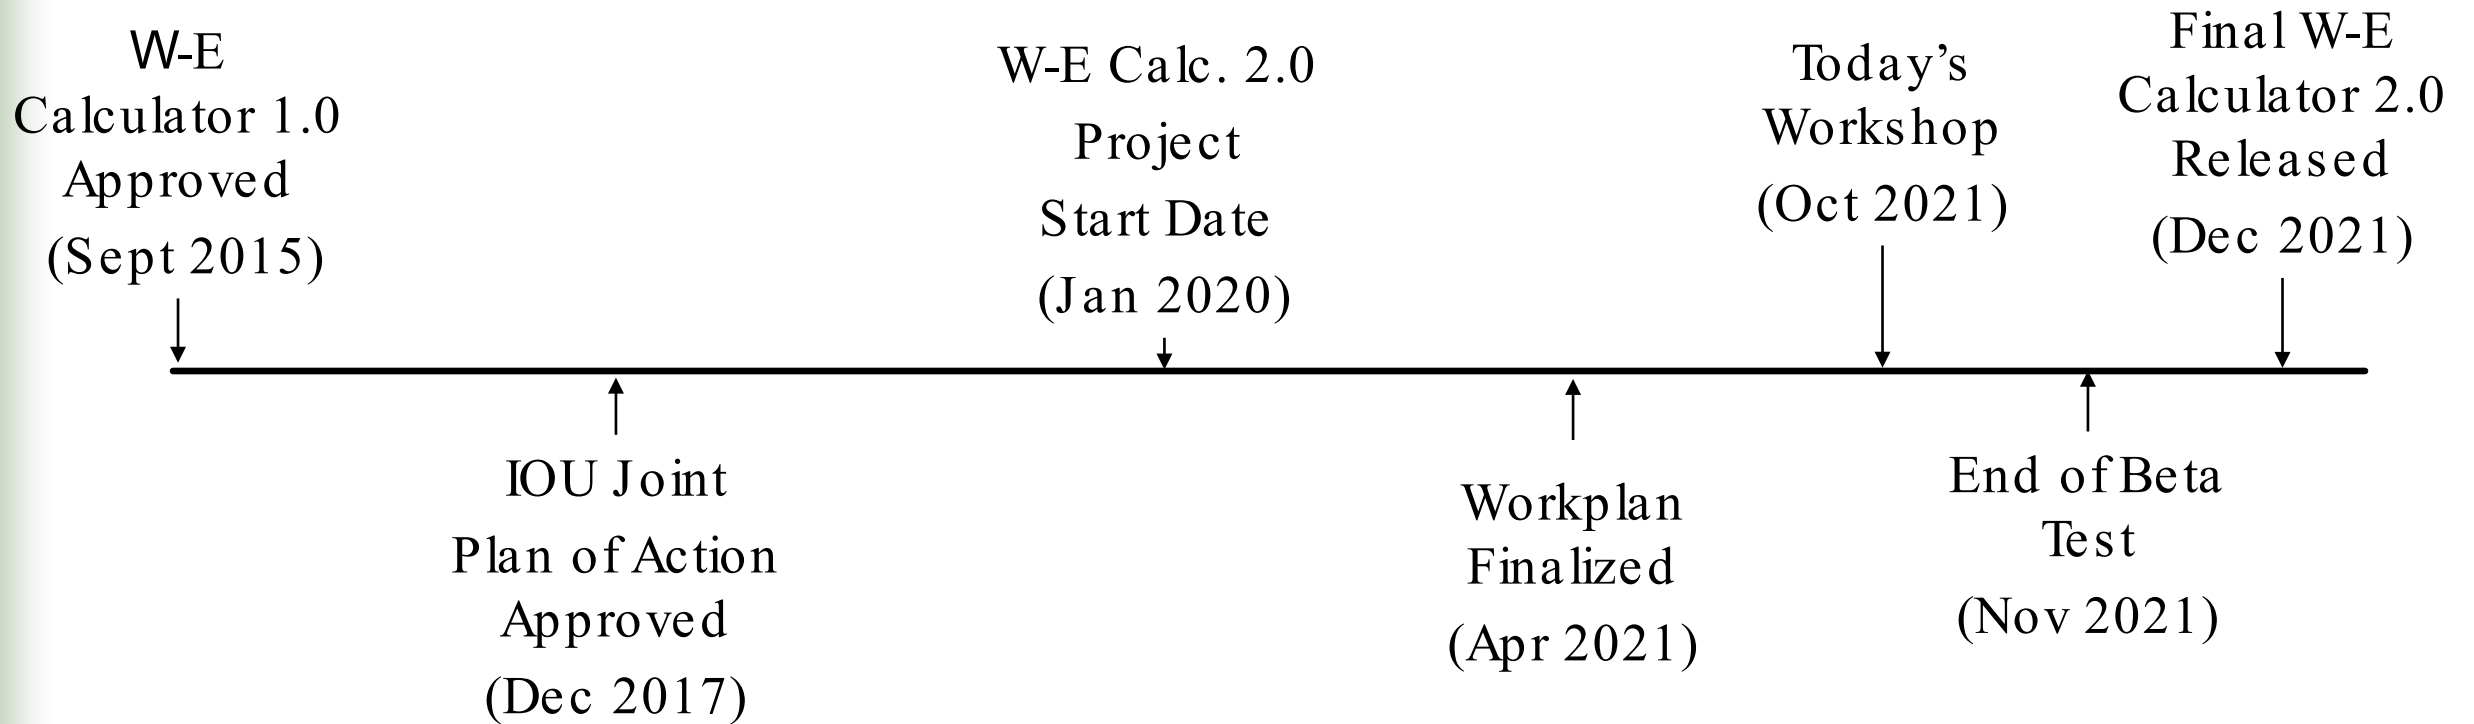 W-E
Calculator 1.0
Approved
(Sept 2015)
IOU Joint
Plan of Action
Approved
(Dec 2017)
W-E Calc. 2.0
Project
Start Date
(Jan 2020)
Workplan
Finalized
(Apr 2021)
Today’s
Workshop
(Oct 2021)
End of Beta
Test
(Nov 2021)
Final W-E
Calculator 2.0
Released
(Dec 2021)